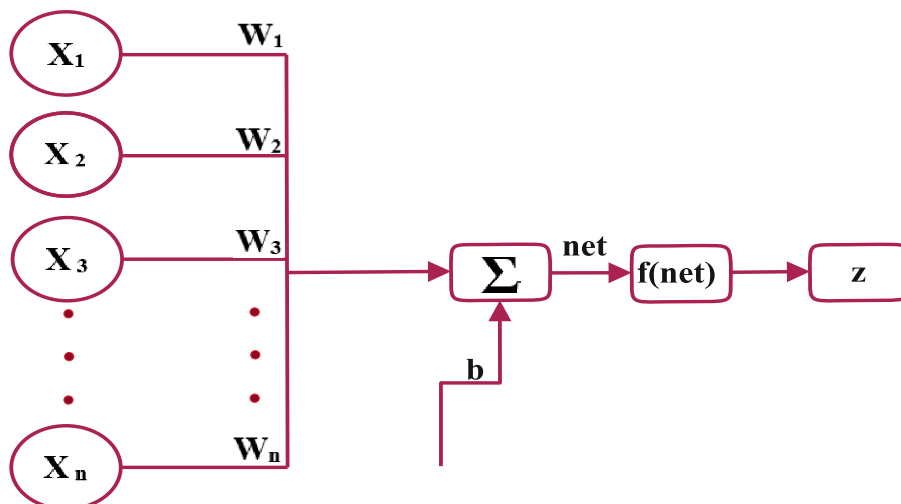 X₁ W₁
X₂ W₂
X₃ W₃
Σ net f(net) z
b
Xₙ Wₙ